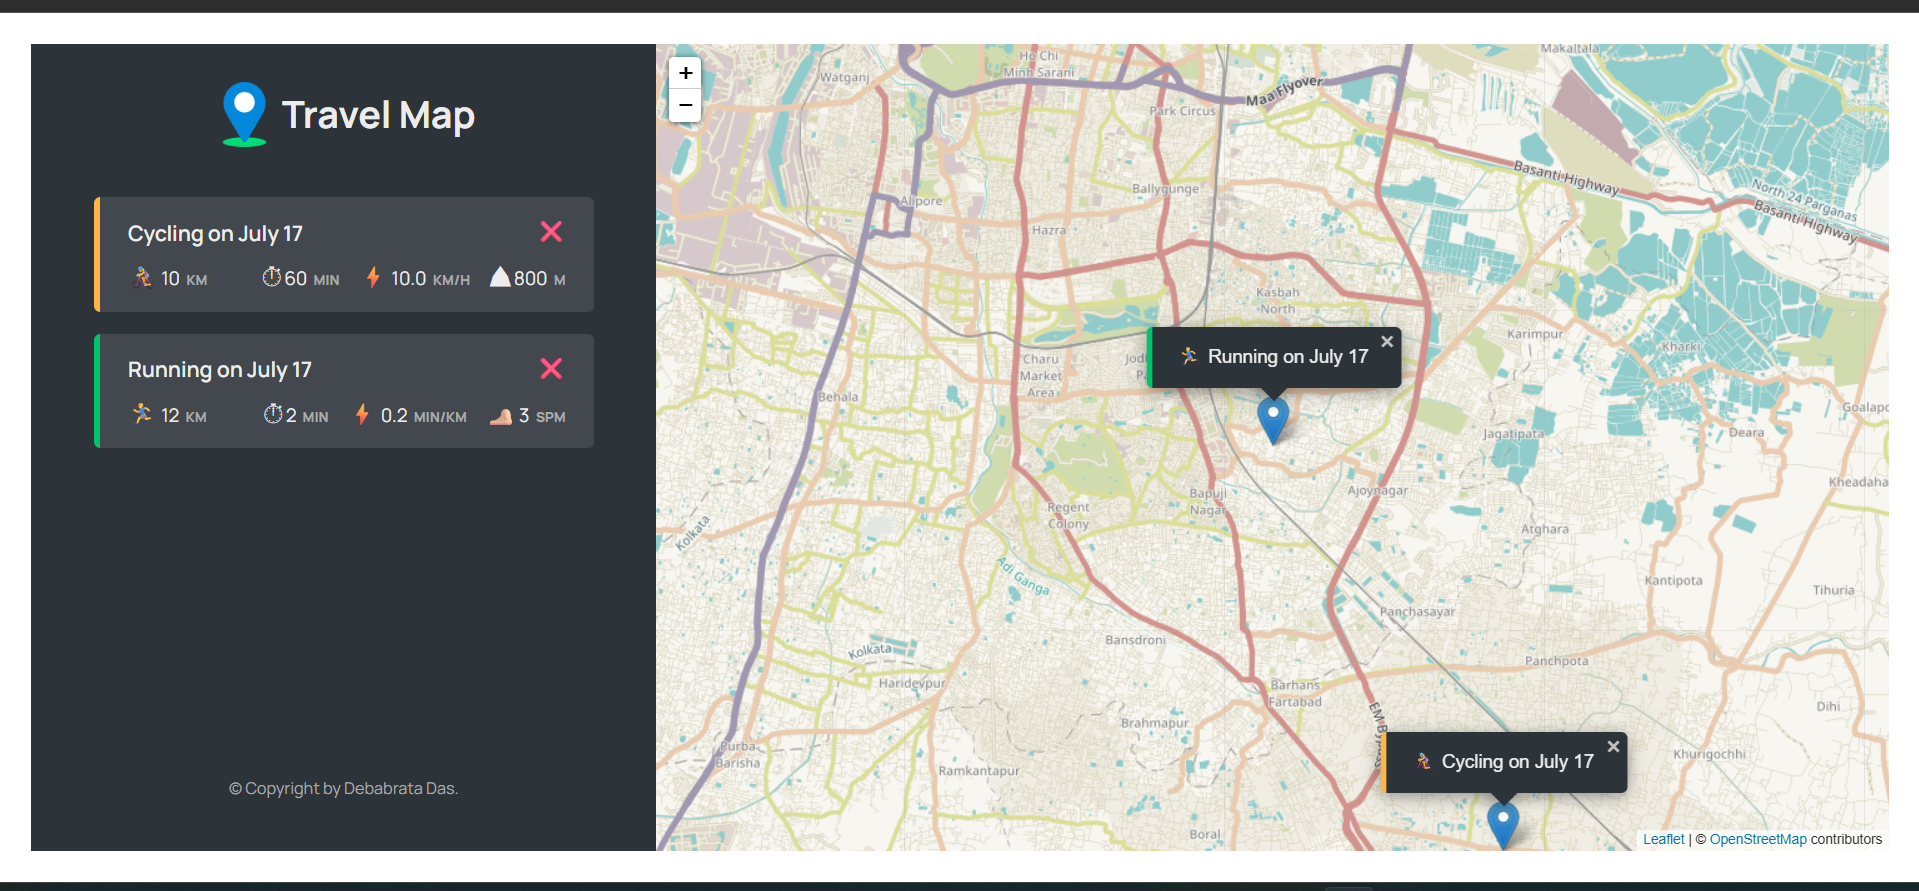 Travel Map
Cycling on July 17
10 KM 60 MIN 10.0 KM/H 800 M
Running on July 17
12 KM 2 MIN 0.2 MIN/KM 3 SPM
© Copyright by Debabrata Das.
+
−
Makaltala
Ho Chi
Minh Sarani
Watganj
Maa Flyover
Park Circus
Basanti Highway
North 24 Parganas
Basanti Highway
Ballygunge
Alipore
Hazra
Kasbah
North
Karimpur
Kharki
Running on July 17
Charu
Market
Area
Behala
Goalapo
Deara
Jagatipata
Kheadaha
Ajoynagar
Bapuji
Nagar
Regent
Colony
Kolkata
Atghara
Adi Ganga
Kantipota
Tihuria
Panchasayar
Bansdroni
Kolkata
Panchpota
Haridevpur
Barhans
Fartabad
Dihi
Brahmapur
EM Bypass
Purba
Barisha
Khurigochhi
Cycling on July 17
Ramkantapur
Boral
Leaflet | © OpenStreetMap contributors